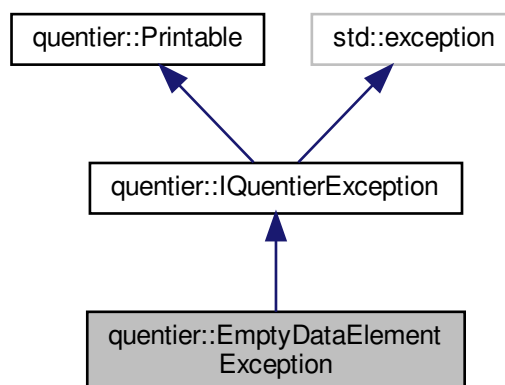 quentier::Printable
std::exception
quentier::IQuentierException
quentier::EmptyDataElement
Exception